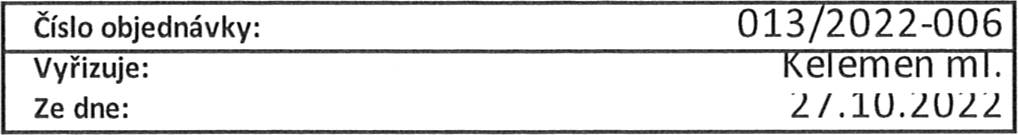 Číslo objednávky: 013/2022-006
Vyřizuje: Kelemen ml.
Ze dne: 27.10.2022